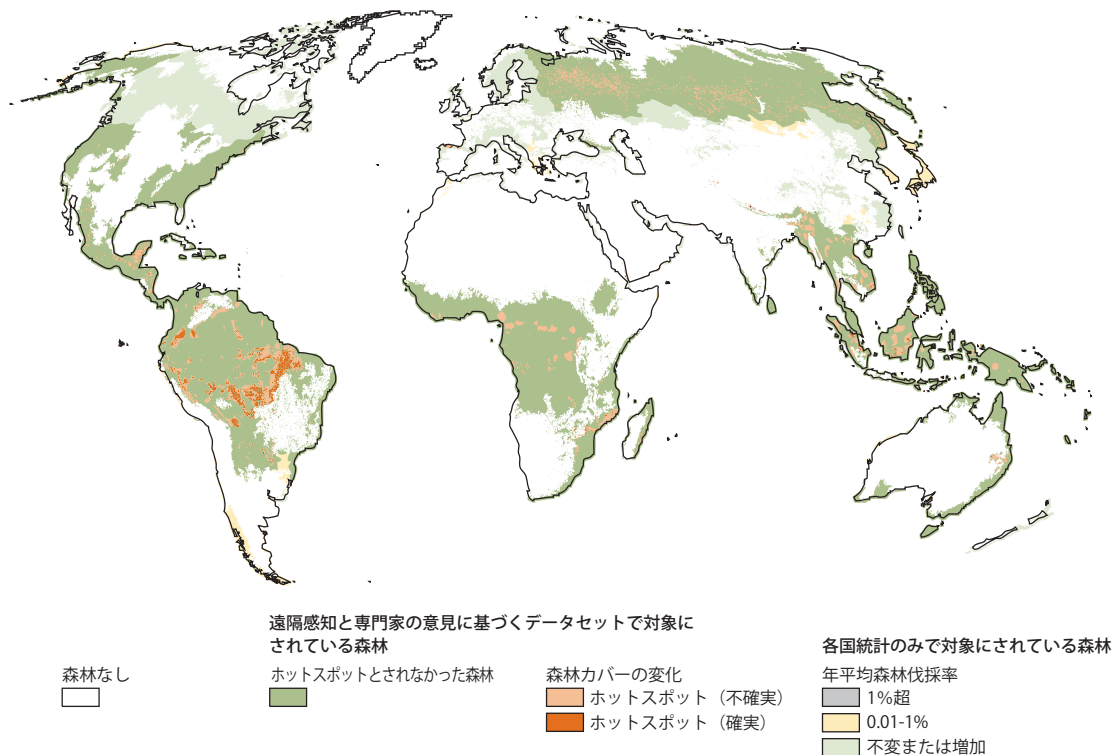 遠隔感知と専門家の意見に基づくデータセットで対象に
されている森林
各国統計のみで対象にされている森林
森林なし
ホットスポットとされなかった森林
森林カバーの変化
ホットスポット（不確実）
ホットスポット（確実）
年平均森林伐採率
1%超
0.01-1%
不変または増加